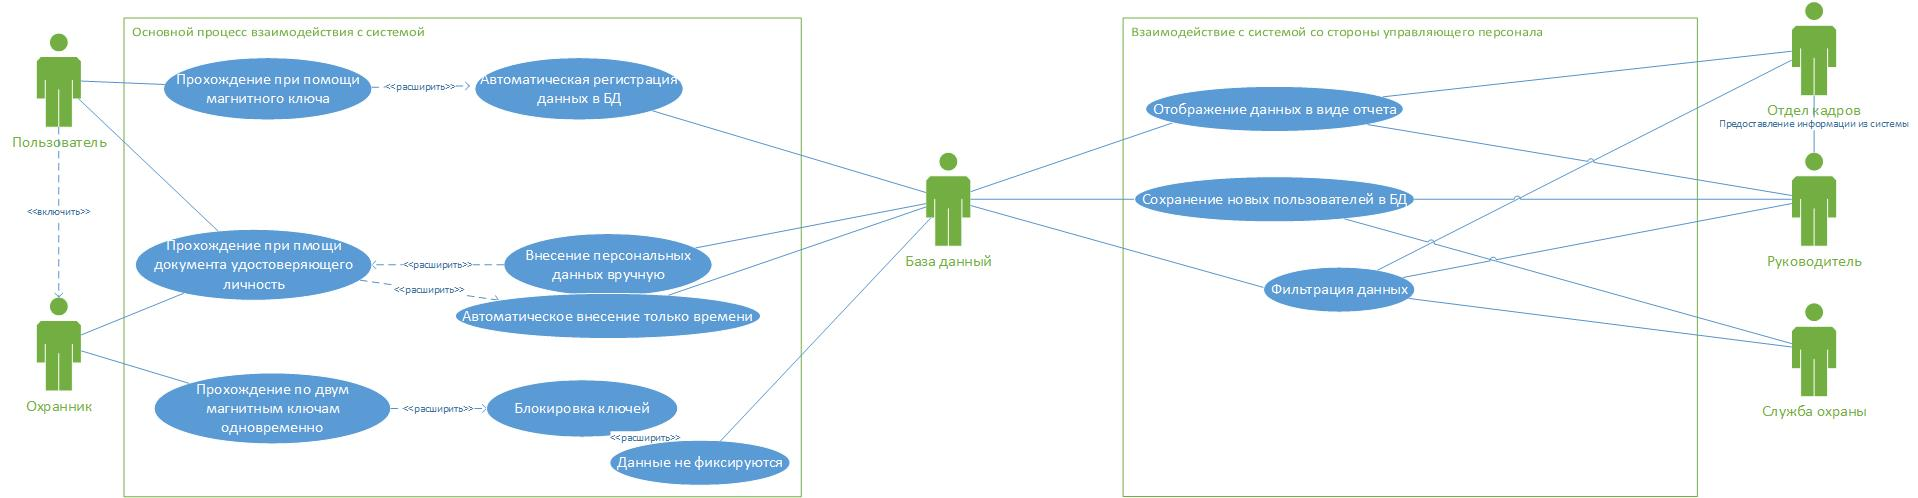 Основной процесс взаимодействия с системой
Пользователь
<<включить>>
Охранник
Прохождение при помощи
магнитного ключа
<<расширить>>
Автоматическая регистрация
данных в БД
Прохождение при пмощи
документа удостоверяющего
личность
<<расширить>>
Внесение персональных
данных вручную
<<расширить>>
Автоматическое внесение только времени
Прохождение по двум
магнитным ключам
одновременно
<<расширить>>
Блокировка ключей
<<расширить>>
Данные не фиксируются
База данный
Взаимодействие с системой со стороны управляющего персонала
Отображение данных в виде отчета
Сохранение новых пользователей в БД
Фильтрация данных
Отдел кадров
Предоставление информации из системы
Руководитель
Служба охраны